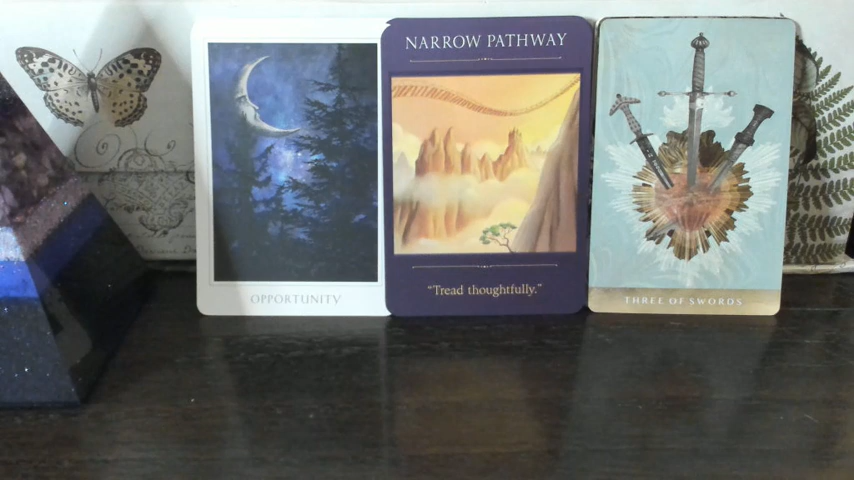 OPPORTUNITY
NARROW PATHWAY
"Tread thoughtfully."
THREE OF SWORDS